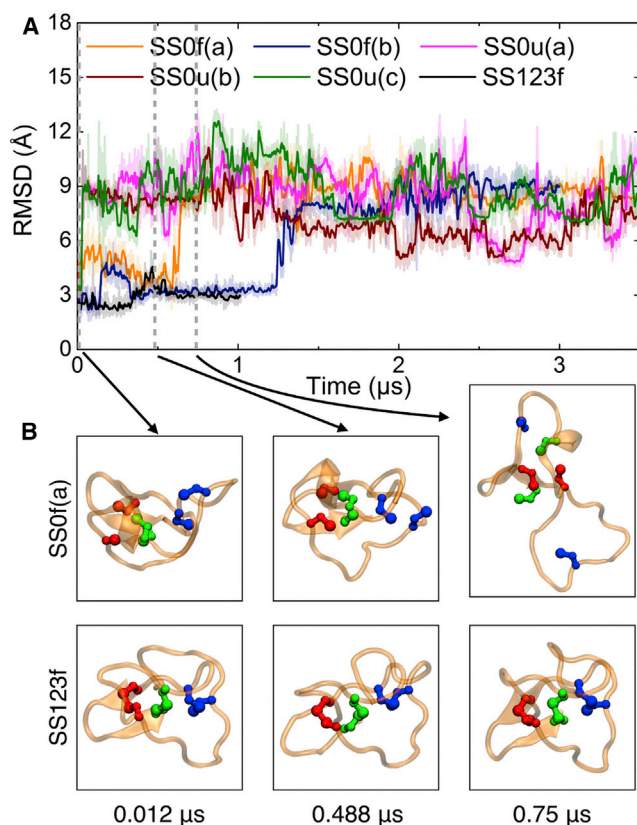 A
SS0f(a) SS0f(b) SS0u(a)
SS0u(b) SS0u(c) SS123f
RMSD (Å)
18
15
12
9
6
3
0
0 1 2 3
Time (μs)
B
SS0f(a)
SS123f
0.012 μs 0.488 μs 0.75 μs